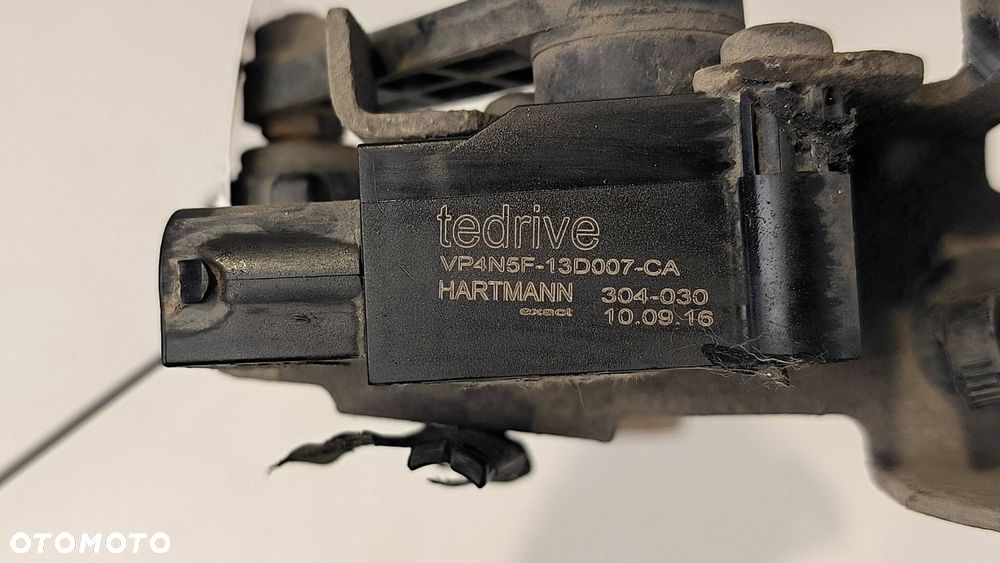 tedrive
VP4N5F-13D007-CA
HARTMANN 304-030
exact 10.09.16
OTOMOTO